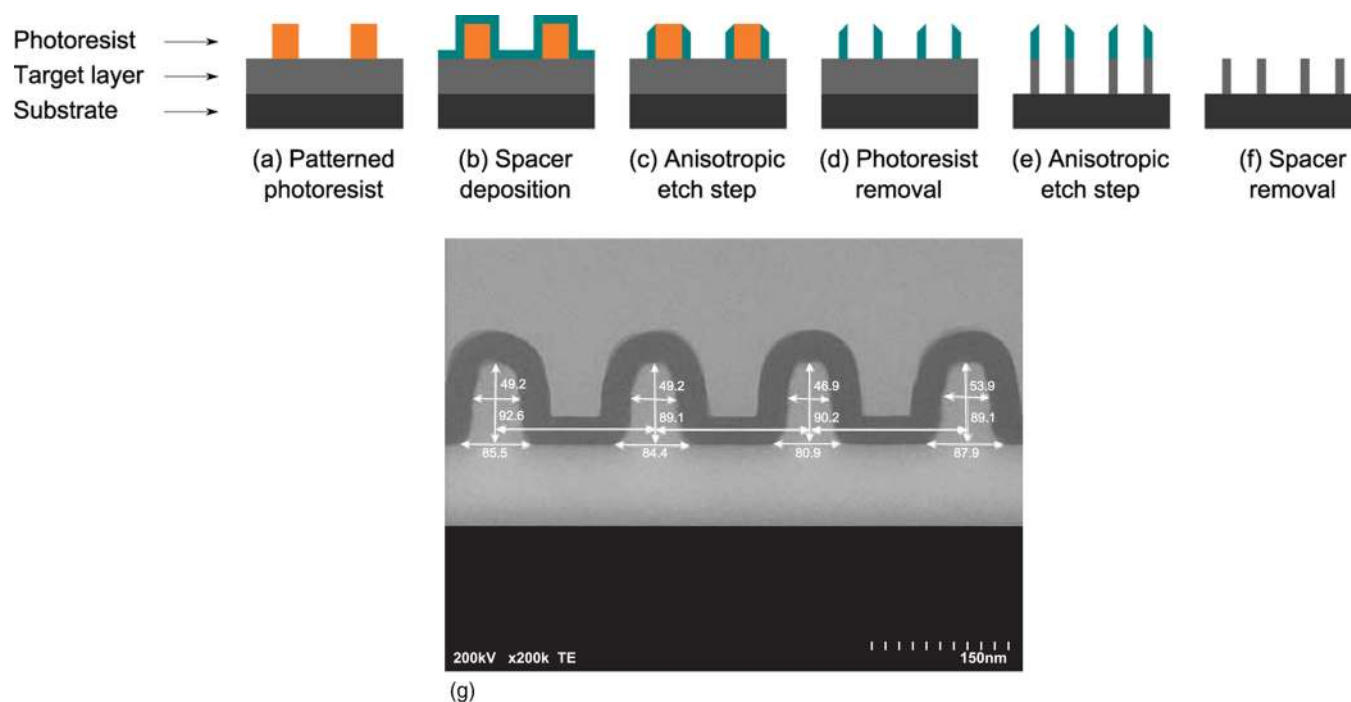 Photoresist
Target layer
Substrate
(a) Patterned
photoresist
(b) Spacer
deposition
(c) Anisotropic
etch step
(d) Photoresist
removal
(e) Anisotropic
etch step
(f) Spacer
removal
49.2 49.2 46.9 53.9
92.6 89.1 90.2 89.1
85.5 84.4 80.9 87.9
200kV x200k TE 150nm
(g)